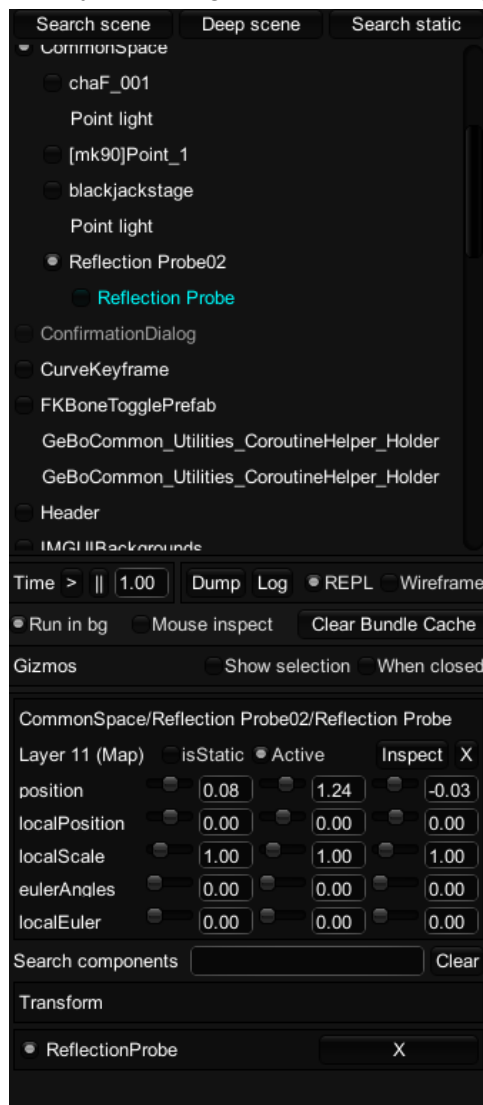 Search scene Deep scene Search static
CommonSpace
chaF_001
Point light
[mk90]Point_1
blackjackstage
Point light
Reflection Probe02
Reflection Probe
ConfirmationDialog
CurveKeyframe
FKBoneTogglePrefab
GeBoCommon_Utilities_CoroutineHelper_Holder
GeBoCommon_Utilities_CoroutineHelper_Holder
Header
IMGUIBackgrounds
Time > || 1.00 Dump Log REPL Wireframe
Run in bg Mouse inspect Clear Bundle Cache
Gizmos Show selection When closed
CommonSpace/Reflection Probe02/Reflection Probe
Layer 11 (Map) isStatic Active Inspect X
position 0.08 1.24 -0.03
localPosition 0.00 0.00 0.00
localScale 1.00 1.00 1.00
eulerAngles 0.00 0.00 0.00
localEuler 0.00 0.00 0.00
Search components Clear
Transform
ReflectionProbe X